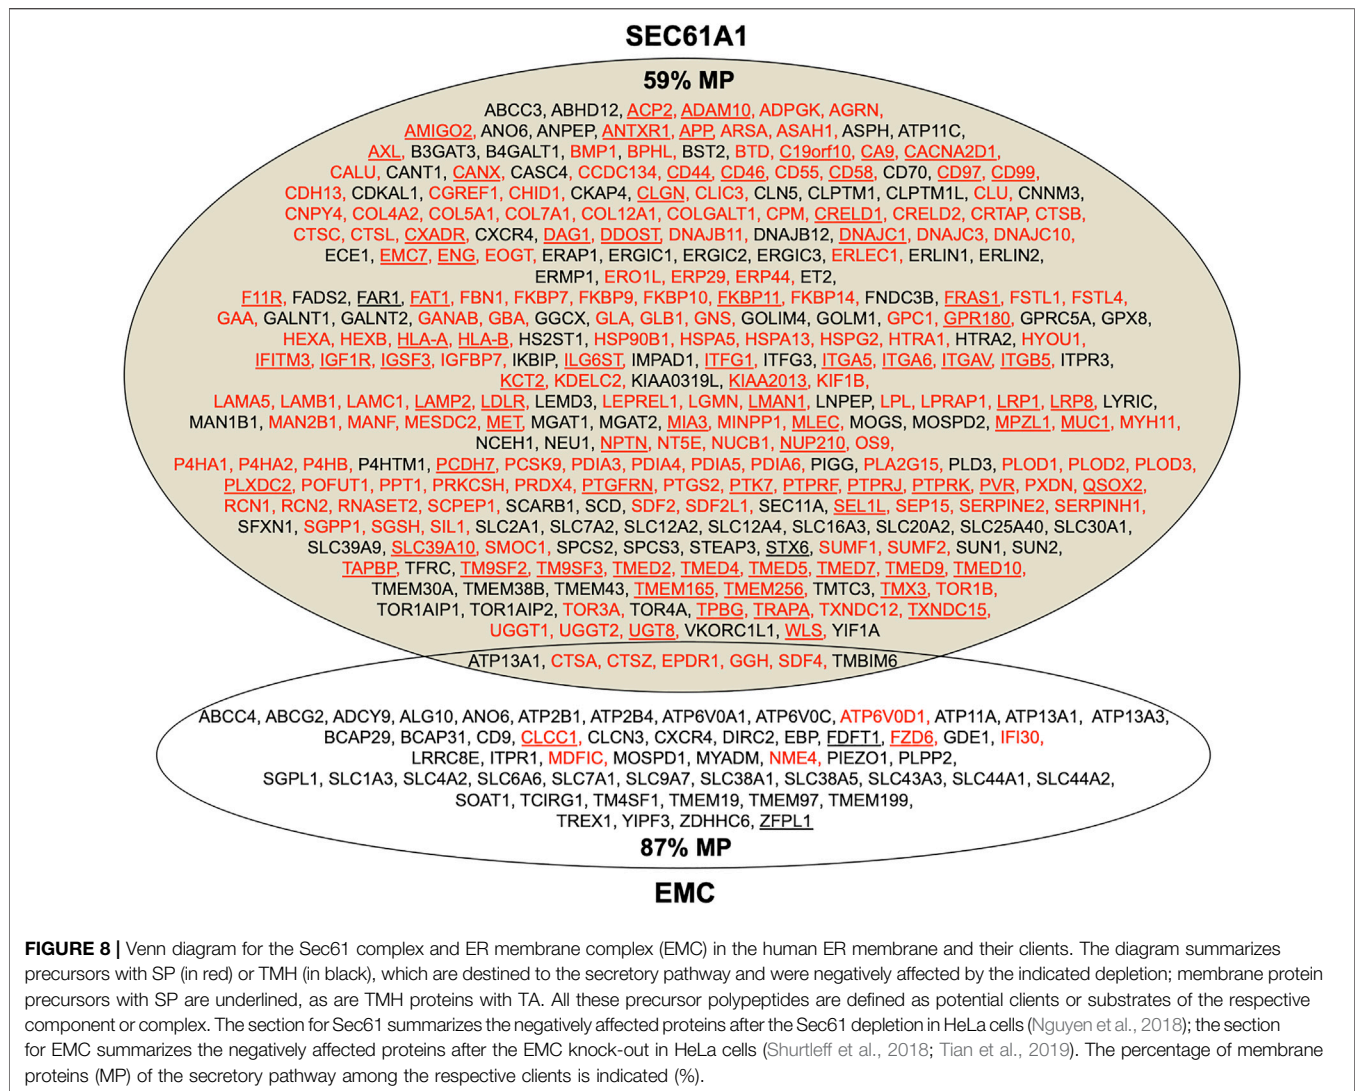 SEC61A1
59% MP
ABCC3, ABHD12, ACP2, ADAM10, ADPGK, AGRN,
AMIGO2, ANO6, ANPEP, ANTXR1, APP, ARSA, ASAH1, ASPH, ATP11C,
AXL, B3GAT3, B4GALT1, BMP1, BPHL, BST2, BTD, C19orf10, CA9, CACNA2D1,
CALU, CANT1, CANX, CASC4, CCDC134, CD44, CD46, CD55, CD58, CD70, CD97, CD99,
CDH13, CDKAL1, CGREF1, CHID1, CKAP4, CLGN, CLIC3, CLN5, CLPTM1, CLPTM1L, CLU, CNNM3,
CNPY4, COL4A2, COL5A1, COL7A1, COL12A1, COLGALT1, CPM, CRELD1, CRELD2, CRTAP, CTSB,
CTSC, CTSL, CXADR, CXCR4, DAG1, DDOST, DNAJB11, DNAJB12, DNAJC1, DNAJC3, DNAJC10,
ECE1, EMC7, ENG, EOGT, ERAP1, ERGIC1, ERGIC2, ERGIC3, ERLEC1, ERLIN1, ERLIN2,
ERMP1, ERO1L, ERP29, ERP44, ET2,
F11R, FADS2, FAR1, FAT1, FBN1, FKBP7, FKBP9, FKBP10, FKBP11, FKBP14, FNDC3B, FRAS1, FSTL1, FSTL4,
GAA, GALNT1, GALNT2, GANAB, GBA, GGCX, GLA, GLB1, GNS, GOLIM4, GOLM1, GPC1, GPR180, GPRC5A, GPX8,
HEXA, HEXB, HLA-A, HLA-B, HS2ST1, HSP90B1, HSPA5, HSPA13, HSPG2, HTRA1, HTRA2, HYOU1,
IFITM3, IGF1R, IGSF3, IGFBP7, IKBIP, ILG6ST, IMPAD1, ITFG1, ITFG3, ITGA5, ITGA6, ITGAV, ITGB5, ITPR3,
KCT2, KDELC2, KIAA0319L, KIAA2013, KIF1B,
LAMA5, LAMB1, LAMC1, LAMP2, LDLR, LEMD3, LEPREL1, LGMN, LMAN1, LNPEP, LPL, LPRAP1, LRP1, LRP8, LYRIC,
MAN1B1, MAN2B1, MANF, MESDC2, MET, MGAT1, MGAT2, MIA3, MINPP1, MLEC, MOGS, MOSPD2, MPZL1, MUC1, MYH11,
NCEH1, NEU1, NPTN, NT5E, NUCB1, NUP210, OS9,
P4HA1, P4HA2, P4HB, P4HTM1, PCDH7, PCSK9, PDIA3, PDIA4, PDIA5, PDIA6, PIGG, PLA2G15, PLD3, PLOD1, PLOD2, PLOD3,
PLXDC2, POFUT1, PPT1, PRKCSH, PRDX4, PTGFRN, PTGS2, PTK7, PTPRF, PTPRJ, PTPRK, PVR, PXDN, QSOX2,
RCN1, RCN2, RNASET2, SCPEP1, SCARB1, SCD, SDF2, SDF2L1, SEC11A, SEL1L, SEP15, SERPINE2, SERPINH1,
SFXN1, SGPP1, SGSH, SIL1, SLC2A1, SLC7A2, SLC12A2, SLC12A4, SLC16A3, SLC20A2, SLC25A40, SLC30A1,
SLC39A9, SLC39A10, SMOC1, SPCS2, SPCS3, STEAP3, STX6, SUMF1, SUMF2, SUN1, SUN2,
TAPBP, TFRC, TM9SF2, TM9SF3, TMED2, TMED4, TMED5, TMED7, TMED9, TMED10,
TMEM30A, TMEM38B, TMEM43, TMEM165, TMEM256, TMTC3, TMX3, TOR1B,
TOR1AIP1, TOR1AIP2, TOR3A, TOR4A, TPBG, TRAPA, TXNDC12, TXNDC15,
UGGT1, UGGT2, UGT8, VKORC1L1, WLS, YIF1A
ATP13A1, CTSA, CTSZ, EPDR1, GGH, SDF4, TMBIM6
ABCC4, ABCG2, ADCY9, ALG10, ANO6, ATP2B1, ATP2B4, ATP6V0A1, ATP6V0C, ATP6V0D1, ATP11A, ATP13A1, ATP13A3,
BCAP29, BCAP31, CD9, CLCC1, CLCN3, CXCR4, DIRC2, EBP, FDFT1, FZD6, GDE1, IFI30,
LRRC8E, ITPR1, MDFIC, MOSPD1, MYADM, NME4, PIEZO1, PLPP2,
SGPL1, SLC1A3, SLC4A2, SLC6A6, SLC7A1, SLC9A7, SLC38A1, SLC38A5, SLC43A3, SLC44A1, SLC44A2,
SOAT1, TCIRG1, TM4SF1, TMEM19, TMEM97, TMEM199,
TREX1, YIPF3, ZDHHC6, ZFPL1
87% MP
EMC
FIGURE 8 | Venn diagram for the Sec61 complex and ER membrane complex (EMC) in the human ER membrane and their clients. The diagram summarizes
precursors with SP (in red) or TMH (in black), which are destined to the secretory pathway and were negatively affected by the indicated depletion; membrane protein
precursors with SP are underlined, as are TMH proteins with TA. All these precursor polypeptides are defined as potential clients or substrates of the respective
component or complex. The section for Sec61 summarizes the negatively affected proteins after the Sec61 depletion in HeLa cells (Nguyen et al., 2018); the section
for EMC summarizes the negatively affected proteins after the EMC knock-out in HeLa cells (Shurtleff et al., 2018; Tian et al., 2019). The percentage of membrane
proteins (MP) of the secretory pathway among the respective clients is indicated (%).